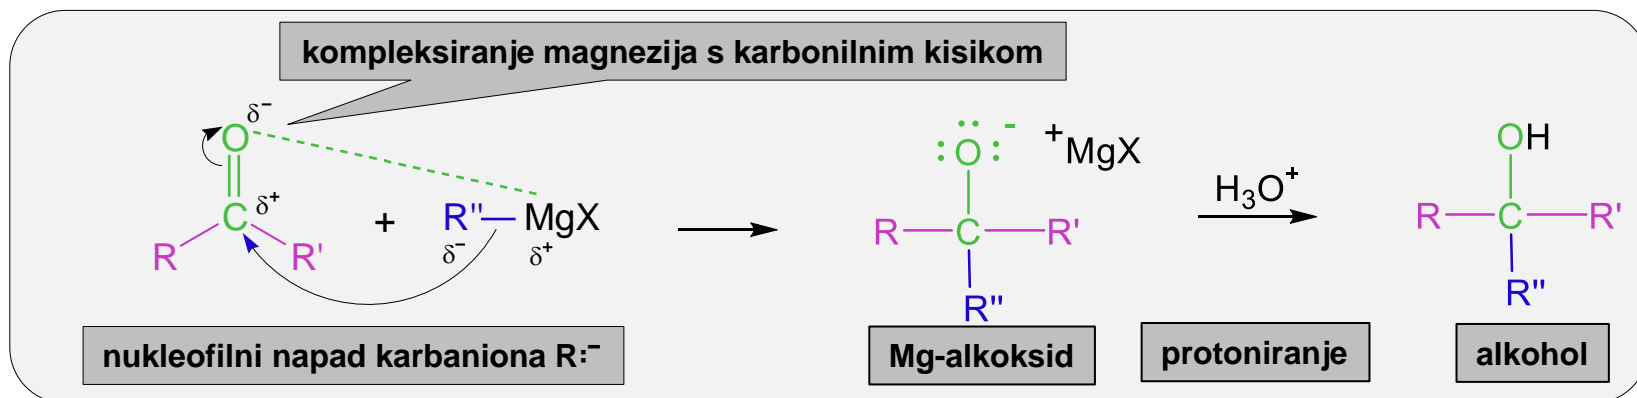 kompleksiranje magnezija s karbonilnim kisikom
δ−
O
C δ+
R R'
+
R" MgX
δ− δ+
O - +MgX
R C R'
R"
H3O+
OH
R C R'
R"
nukleofilni napad karbaniona R:−
Mg-alkoksid
protoniranje
alkohol